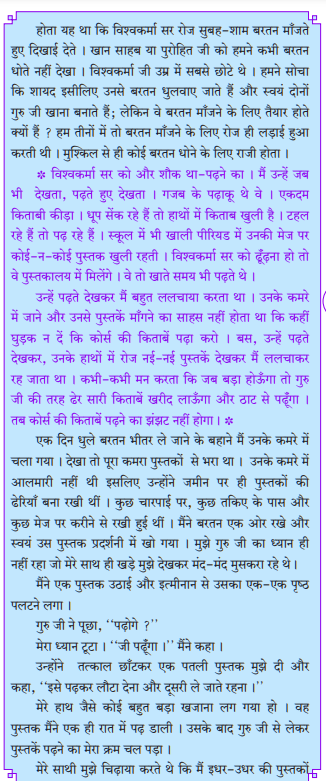 होता यह था कि विश्वकर्मा सर रोज सुबह-शाम बरतन माँजते
हुए दिखाई देते । खान साहब या पुरोहित जी को हमने कभी बरतन
धोते नहीं देखा । विश्वकर्मा जी उम्र में सबसे छोटे थे । हमने सोचा
कि शायद इसीलिए उनसे बरतन धुलवाए जाते हैं और स्वयं दोनों
गुरु जी खाना बनाते हैं; लेकिन वे बरतन माँजने के लिए तैयार होते
क्यों हैं ? हम तीनों में तो बरतन माँजने के लिए रोज ही लड़ाई हुआ
करती थी । मुश्किल से ही कोई बरतन धोने के लिए राजी होता ।
* विश्वकर्मा सर को और शौक था-पढ़ने का । मैं उन्हें जब
भी देखता, पढ़ते हुए देखता । गजब के पढ़ाकू थे वे । एकदम
किताबी कीड़ा । धूप सेंक रहे हैं तो हाथों में किताब खुली है । टहल
रहे हैं तो पढ़ रहे हैं । स्कूल में भी खाली पीरियड में उनकी मेज पर
कोई-न-कोई पुस्तक खुली रहती । विश्वकर्मा सर को ढूँढ़ना हो तो
वे पुस्तकालय में मिलेंगे । वे तो खाते समय भी पढ़ते थे ।
उन्हें पढ़ते देखकर मैं बहुत ललचाया करता था । उनके कमरे
में जाने और उनसे पुस्तकें माँगने का साहस नहीं होता था कि कहीं
घुड़क न दें कि कोर्स की किताबें पढ़ा करो । बस, उन्हें पढ़ते
देखकर, उनके हाथों में रोज नई-नई पुस्तकें देखकर मैं ललचाकर
रह जाता था । कभी-कभी मन करता कि जब बड़ा होऊँगा तो गुरु
जी की तरह ढेर सारी किताबें खरीद लाऊँगा और ठाट से पढ़ूँगा ।
तब कोर्स की किताबें पढ़ने का झंझट नहीं होगा । *
एक दिन धुले बरतन भीतर ले जाने के बहाने मैं उनके कमरे में
चला गया । देखा तो पूरा कमरा पुस्तकों से भरा था । उनके कमरे में
आलमारी नहीं थी इसलिए उन्होंने जमीन पर ही पुस्तकों की
ढेरियाँ बना रखी थीं । कुछ चारपाई पर, कुछ तकिए के पास और
कुछ मेज पर करीने से रखी हुई थीं । मैंने बरतन एक ओर रखे और
स्वयं उस पुस्तक प्रदर्शनी में खो गया । मुझे गुरु जी का ध्यान ही
नहीं रहा जो मेरे साथ ही खड़े मुझे देखकर मंद-मंद मुसकरा रहे थे ।
मैंने एक पुस्तक उठाई और इत्मीनान से उसका एक-एक पृष्ठ
पलटने लगा ।
गुरु जी ने पूछा, ‘‘पढ़ोगे ?’’
मेरा ध्यान टूटा । ‘‘जी पढ़ूँगा ।’’ मैंने कहा ।
उन्होंने तत्काल छाँटकर एक पतली पुस्तक मुझे दी और
कहा, ‘‘इसे पढ़कर लौटा देना और दूसरी ले जाते रहना ।’’
मेरे हाथ जैसे कोई बहुत बड़ा खजाना लग गया हो । वह
पुस्तक मैंने एक ही रात में पढ़ डाली । उसके बाद गुरु जी से लेकर
पुस्तकें पढ़ने का मेरा क्रम चल पड़ा ।
मेरे साथी मुझे चिढ़ाया करते थे कि मैं इधर-उधर की पुस्तकों